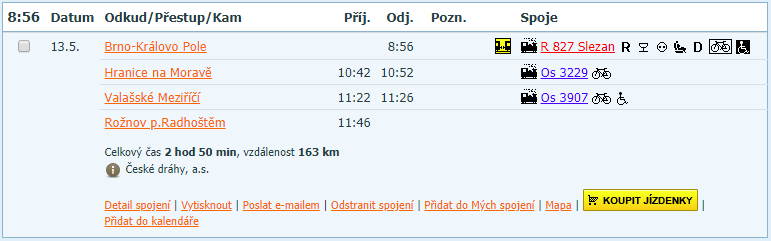 8:56 Datum Odkud/Přestup/Kam Příj. Odj. Pozn. Spoje
13.5. Brno-Královo Pole 8:56 R 827 Slezan R D
Hranice na Moravě 10:42 10:52 Os 3229
Valašské Meziříčí 11:22 11:26 Os 3907
Rožnov p.Radhoštěm 11:46
Celkový čas 2 hod 50 min, vzdálenost 163 km
České dráhy, a.s.
Detail spojení | Vytisknout | Poslat e-mailem | Odstranit spojení | Přidat do Mých spojení | Mapa | KOUPIT JÍZDENKY |
Přidat do kalendáře